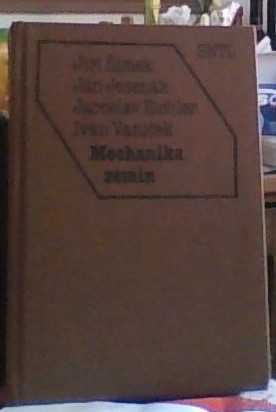 Jiří Šimek
Jan Jesenák
Jaroslav Eichler
Ivan Vaníček
Mechanika
zemin
SNTL